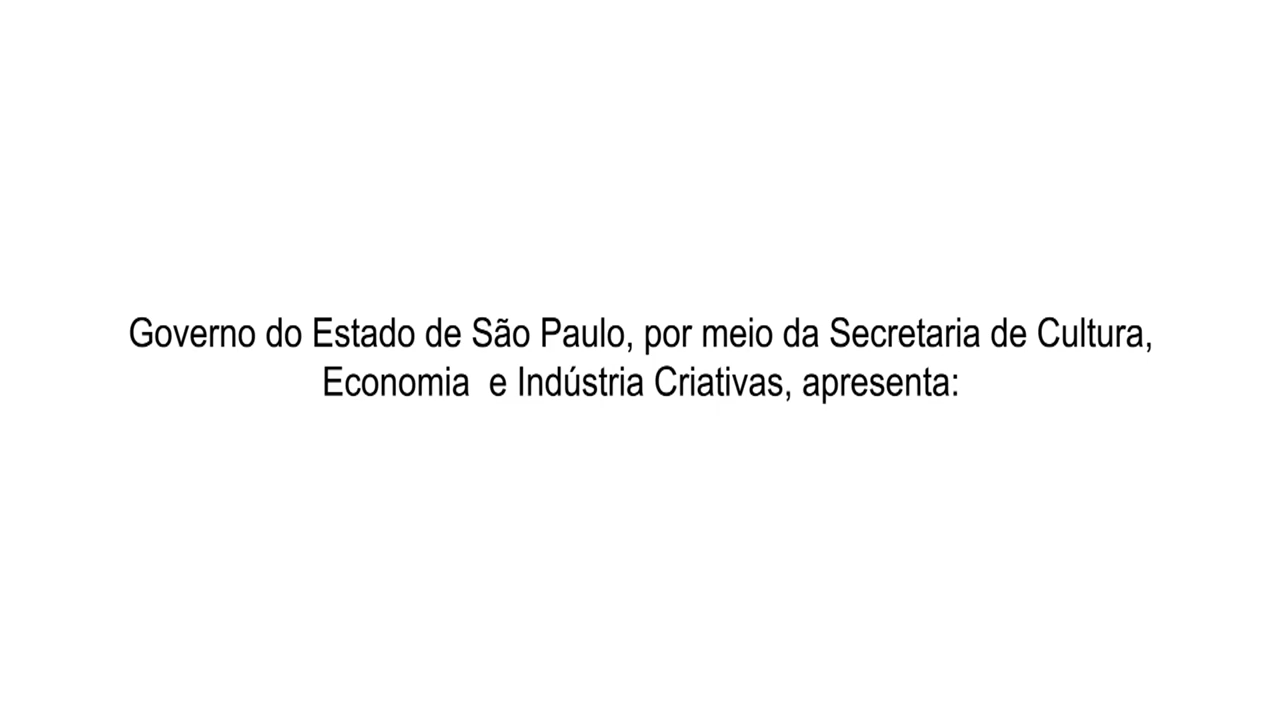 Governo do Estado de São Paulo, por meio da Secretaria de Cultura,
Economia  e Indústria Criativas, apresenta: